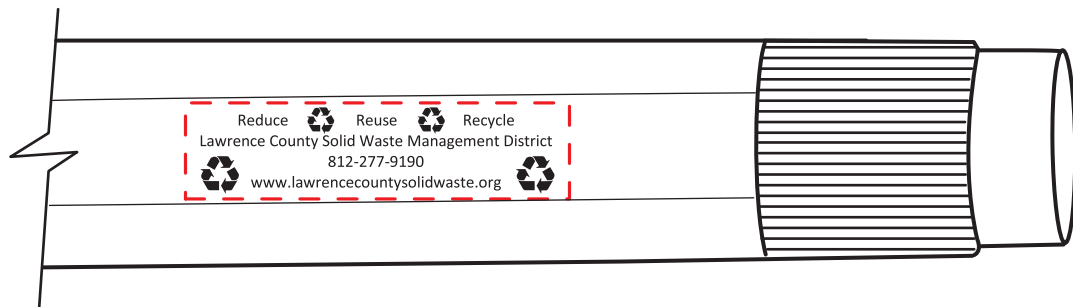 Reduce Reuse Recycle
Lawrence County Solid Waste Management District
812-277-9190
www.lawrencecountysolidwaste.org